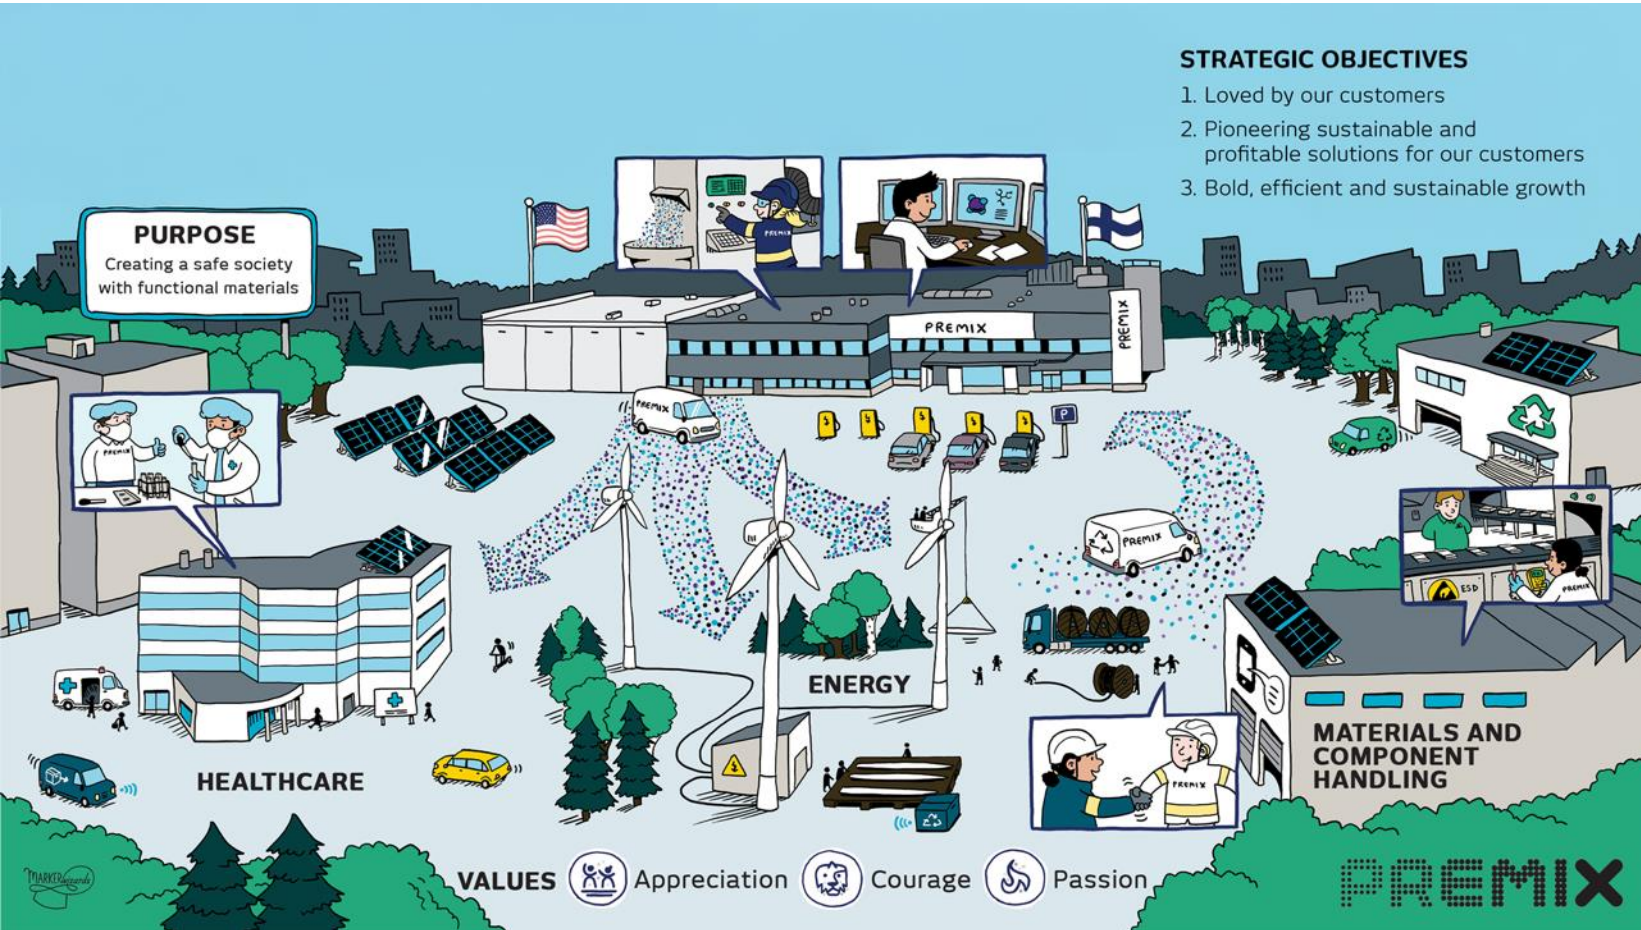 STRATEGIC OBJECTIVES
1. Loved by our customers
2. Pioneering sustainable and
profitable solutions for our customers
3. Bold, efficient and sustainable growth
PURPOSE
Creating a safe society
with functional materials
PREMIX
PREMIX
PREMIX
PREMIX
P
PREMIX
PREMIX
ESD
PREMIX
ENERGY
HEALTHCARE
MATERIALS AND
COMPONENT
HANDLING
PREMIX
VALUES
Appreciation
Courage
Passion
PREMIX